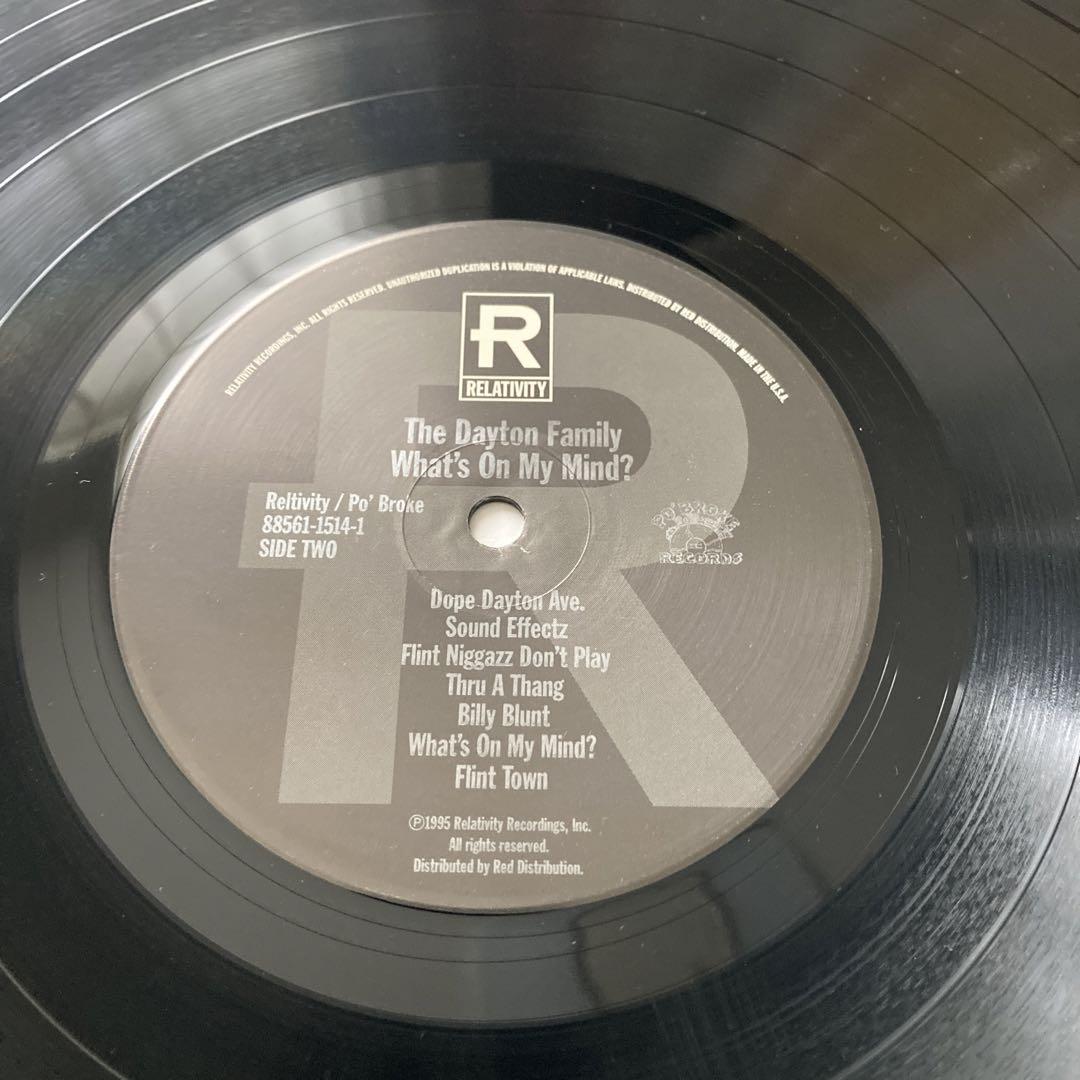 RELATIVITY RECORDINGS, INC. ALL RIGHTS RESERVED. UNAUTHORIZED DUPLICATION IS A VIOLATION OF APPLICABLE LAWS. DISTRIBUTED BY RED DISTRIBUTION. MADE IN THE U.S.A.
R
RELATIVITY
The Dayton Family
What's On My Mind?
Reltivity / Po' Broke
88561-1514-1
SIDE TWO
PO' BROKE
RECORDS
Dope Dayton Ave.
Sound Effectz
Flint Niggazz Don't Play
Thru A Thang
Billy Blunt
What's On My Mind?
Flint Town
℗1995 Relativity Recordings, Inc.
All rights reserved.
Distributed by Red Distribution.